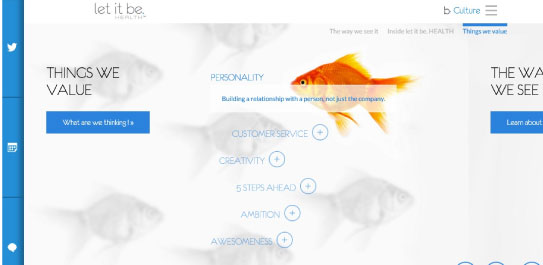 let it be.
HEALTH
b Culture
The way we see it
Inside let it be. HEALTH
Things we value
THINGS WE
VALUE
What are we thinking! »
PERSONALITY
Building a relationship with a person, not just the company.
CUSTOMER SERVICE +
CREATIVITY +
5 STEPS AHEAD +
AMBITION +
AWESOMENESS +
THE WA
WE SEE
Learn about